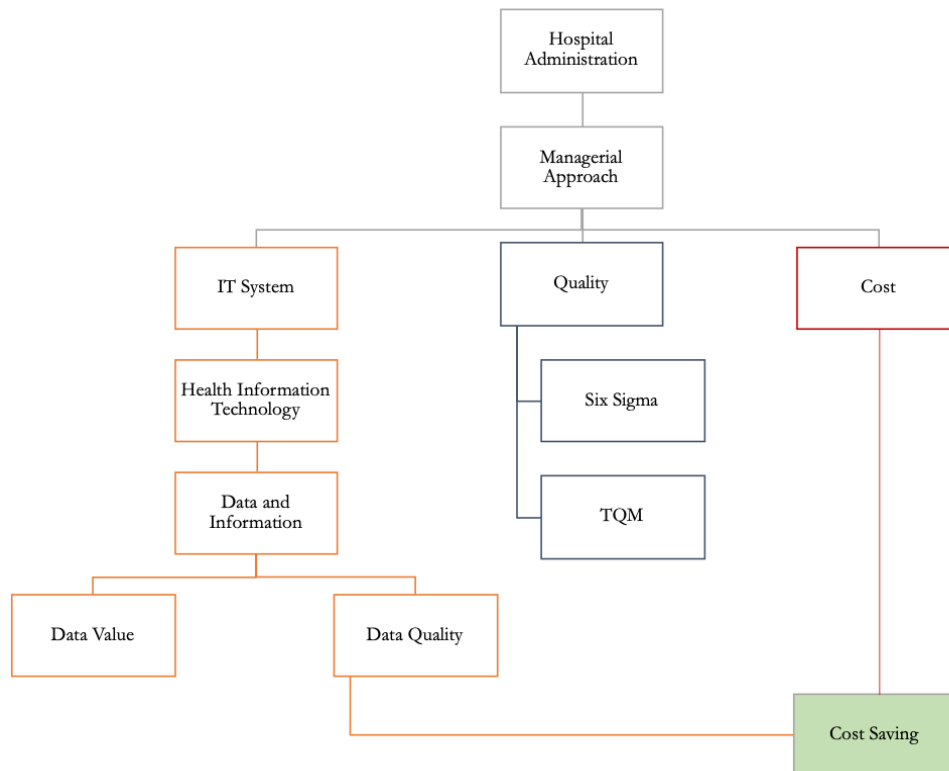 Hospital
Administration
Managerial
Approach
IT System
Quality
Cost
Health Information
Technology
Six Sigma
Data and
Information
TQM
Data Value
Data Quality
Cost Saving